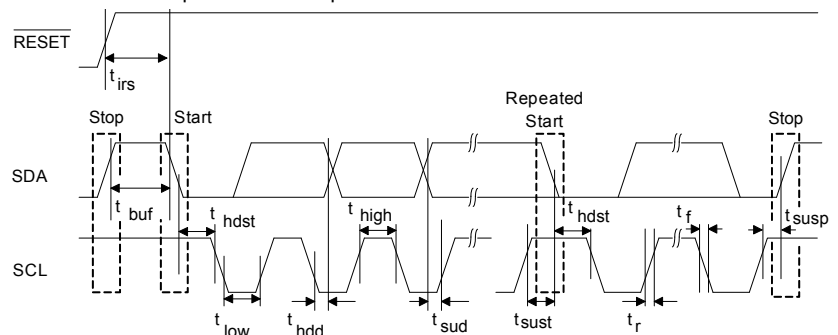 RESET
t irs
Repeated
Stop Start Start Stop
SDA
t buf t hdst t high t hdst t f t susp
SCL
t low t hdd t sud t sust t r